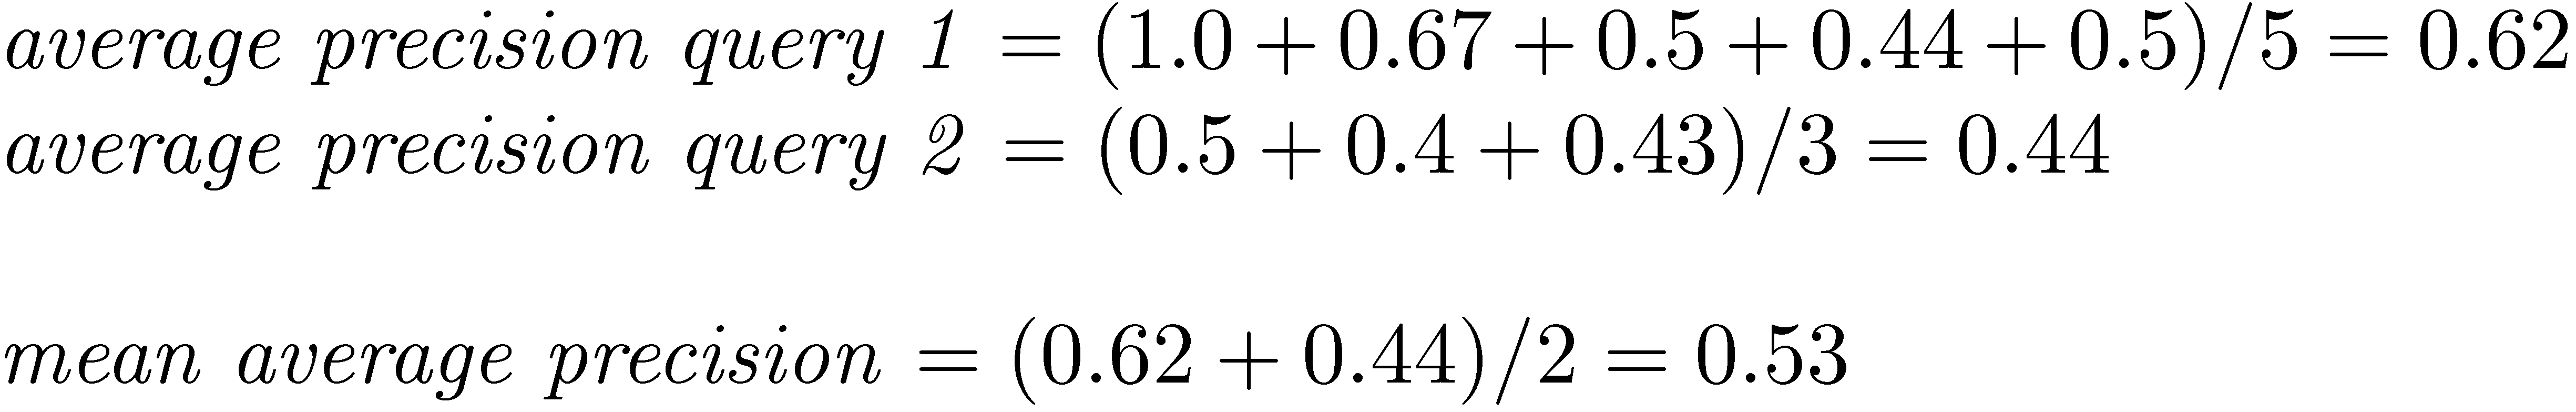 average precision query 1 = (1.0 + 0.67 + 0.5 + 0.44 + 0.5)/5 = 0.62
average precision query 2 = (0.5 + 0.4 + 0.43)/3 = 0.44
mean average precision = (0.62 + 0.44)/2 = 0.53